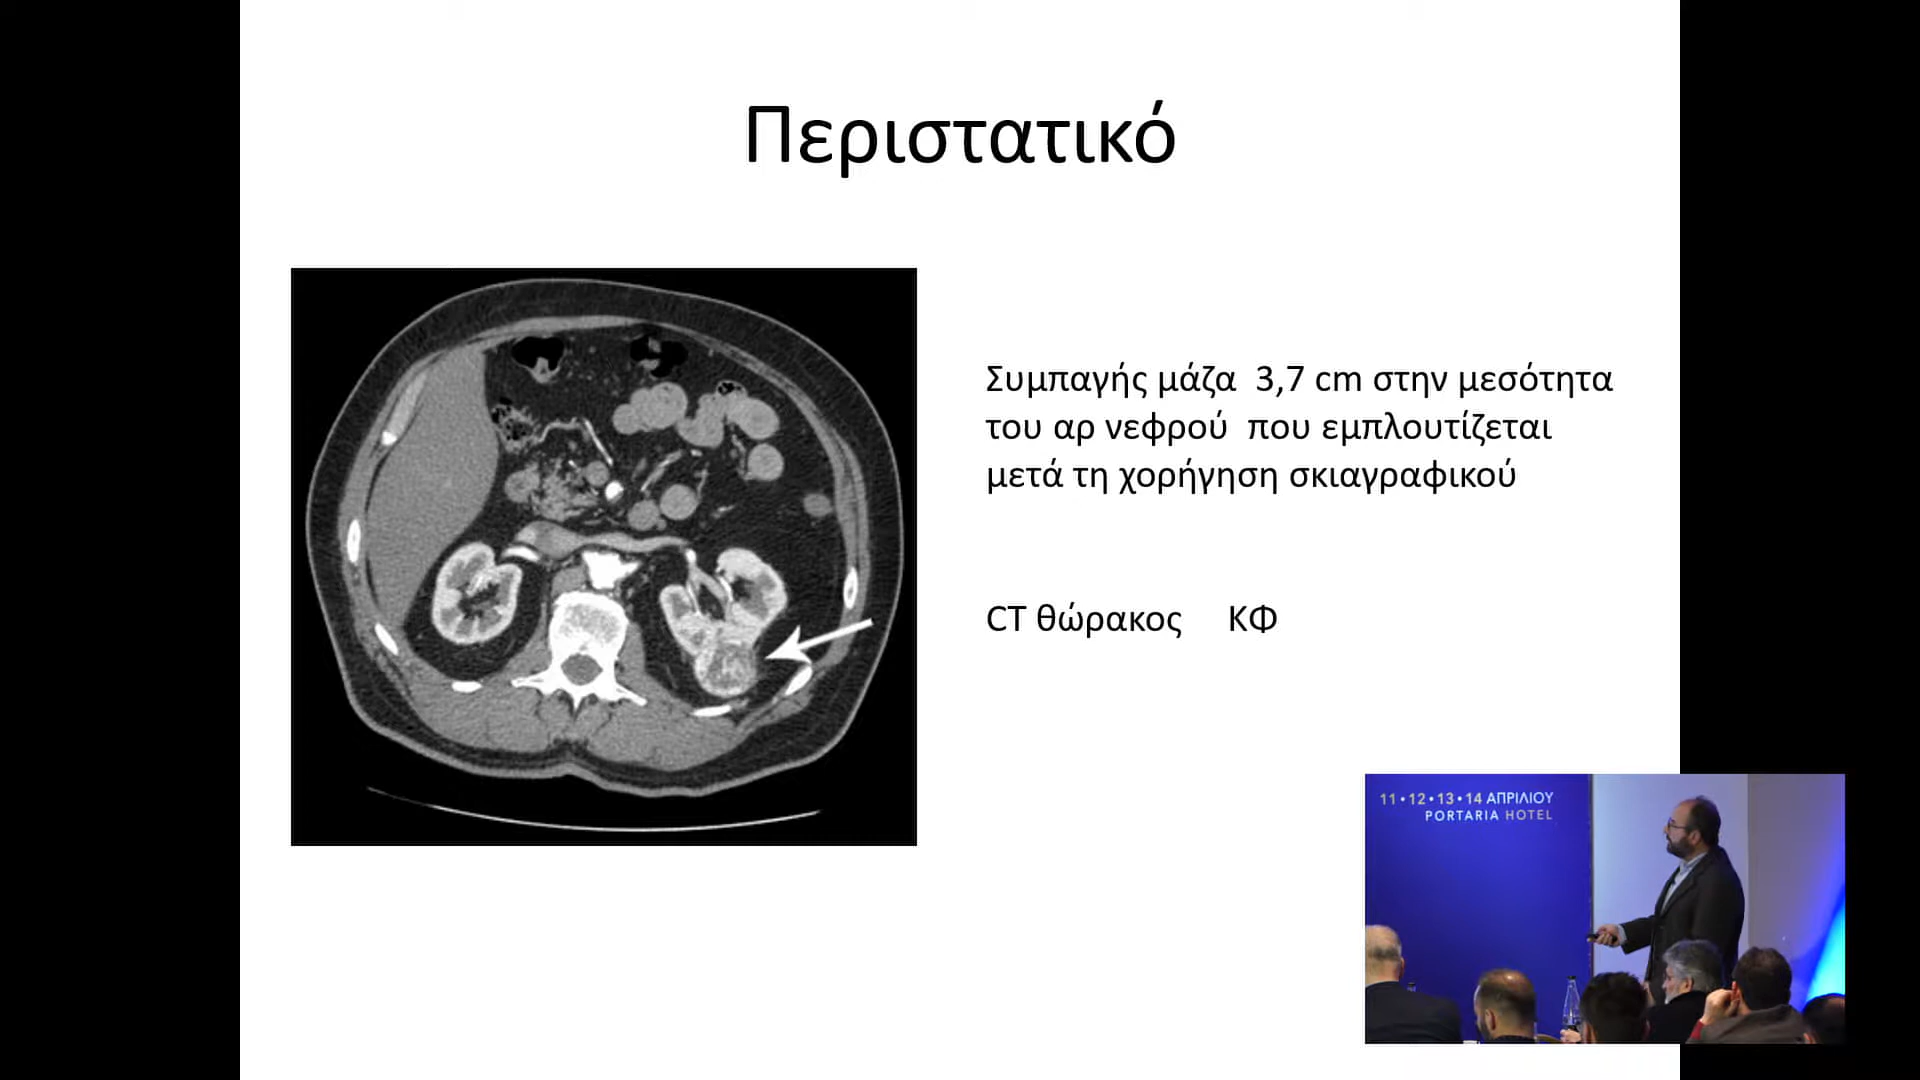 Περιστατικό
Συμπαγής μάζα 3,7 cm στην μεσότητα
του αρ νεφρού που εμπλουτίζεται
μετά τη χορήγηση σκιαγραφικού
CT θώρακος ΚΦ
11 • 12 • 13 • 14 ΑΠΡΙΛΙΟΥ
PORTARIA HOTEL